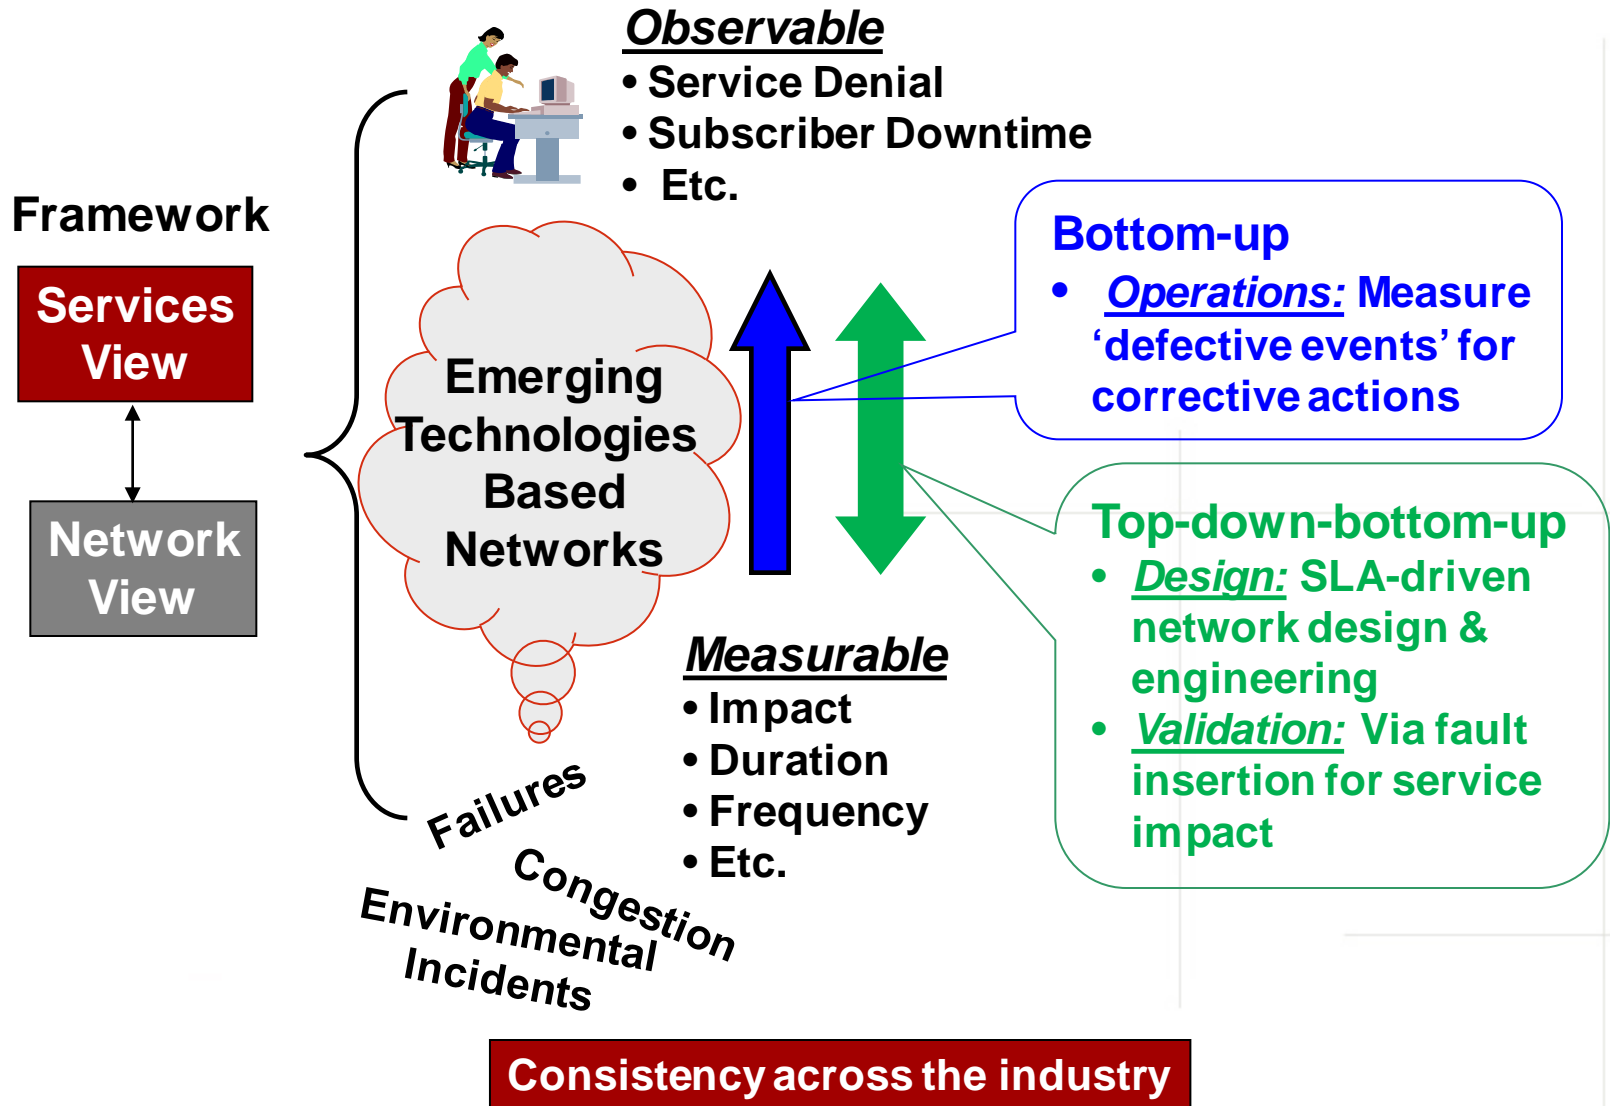 Observable
• Service Denial
• Subscriber Downtime
• Etc.
Framework
Services
View
Network
View
Emerging
Technologies
Based
Networks
Bottom-up
• Operations: Measure
‘defective events’ for
corrective actions
Top-down-bottom-up
• Design: SLA-driven
network design &
engineering
• Validation: Via fault
insertion for service
impact
Measurable
• Impact
• Duration
• Frequency
• Etc.
Failures
Congestion
Environmental
Incidents
Consistency across the industry